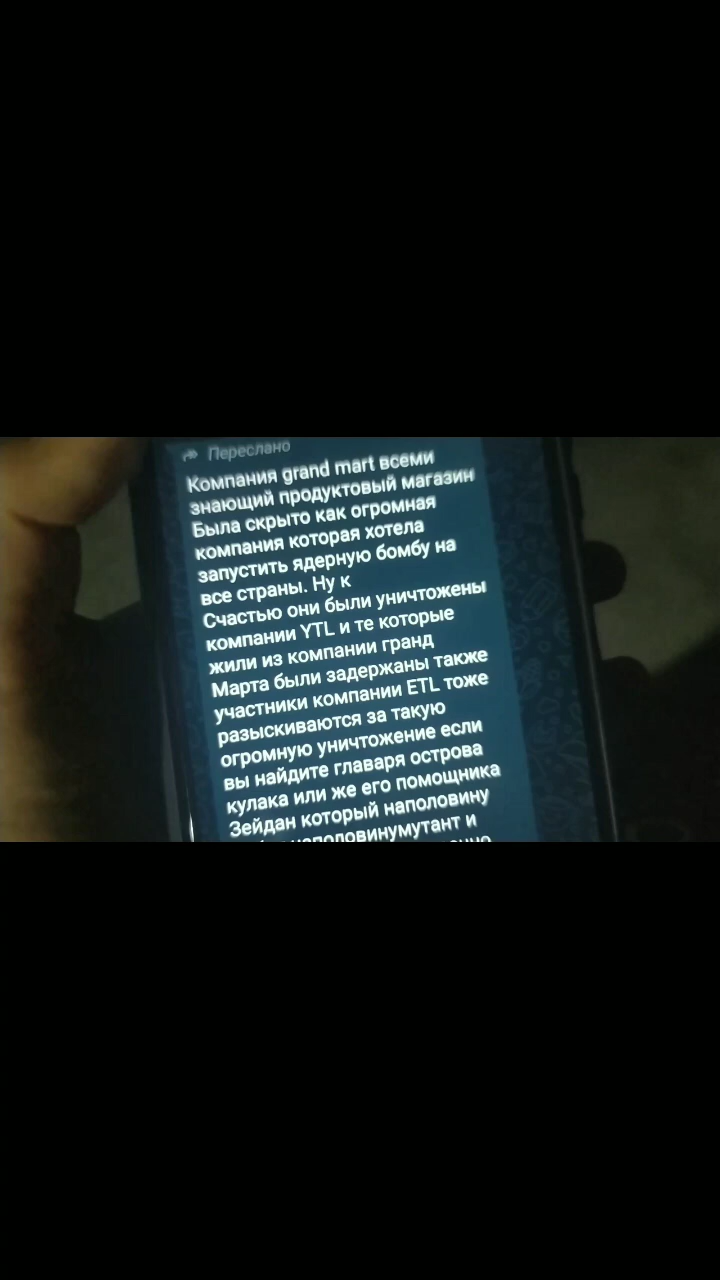 Переслано
Компания grand mart всеми
знающий продуктовый магазин
Была скрыто как огромная
компания которая хотела
запустить ядерную бомбу на
все страны. Ну к
Счастью они были уничтожены
компании YTL и те которые
жили из компании гранд
Марта были задержаны также
участники компании ETL тоже
разыскиваются за такую
огромную уничтожение если
вы найдите главаря острова
кулака или же его помощника
Зейдан который наполовину
наполовинумутант и